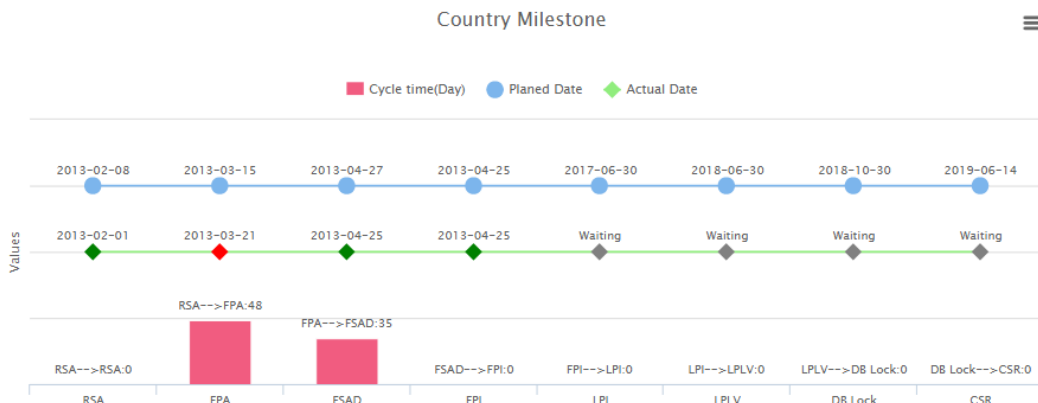 Country Milestone
Cycle time(Day) Planed Date Actual Date
2013-02-08 2013-03-15 2013-04-27 2013-04-25 2017-06-30 2018-06-30 2018-10-30 2019-06-14
2013-02-01 2013-03-21 2013-04-25 2013-04-25 Waiting Waiting Waiting Waiting
Values
RSA-->FPA:48
FPA-->FSAD:35
RSA-->RSA:0 FSAD-->FPI:0 FPI-->LPI:0 LPI-->LPLV:0 LPLV-->DB Lock:0 DB Lock-->CSR:0
RSA FPA FSAD FPI LPI LPLV DB Lock CSR